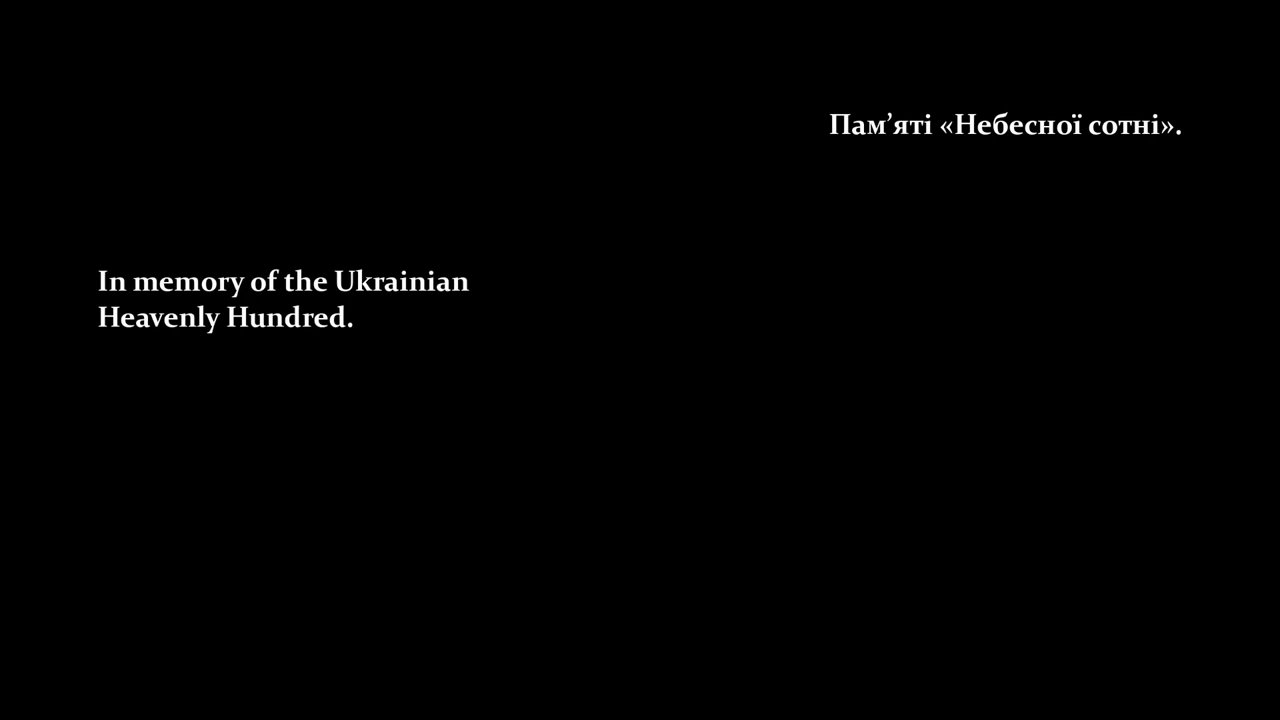 Пам’яті «Небесної сотні».
In memory of the Ukrainian
Heavenly Hundred.